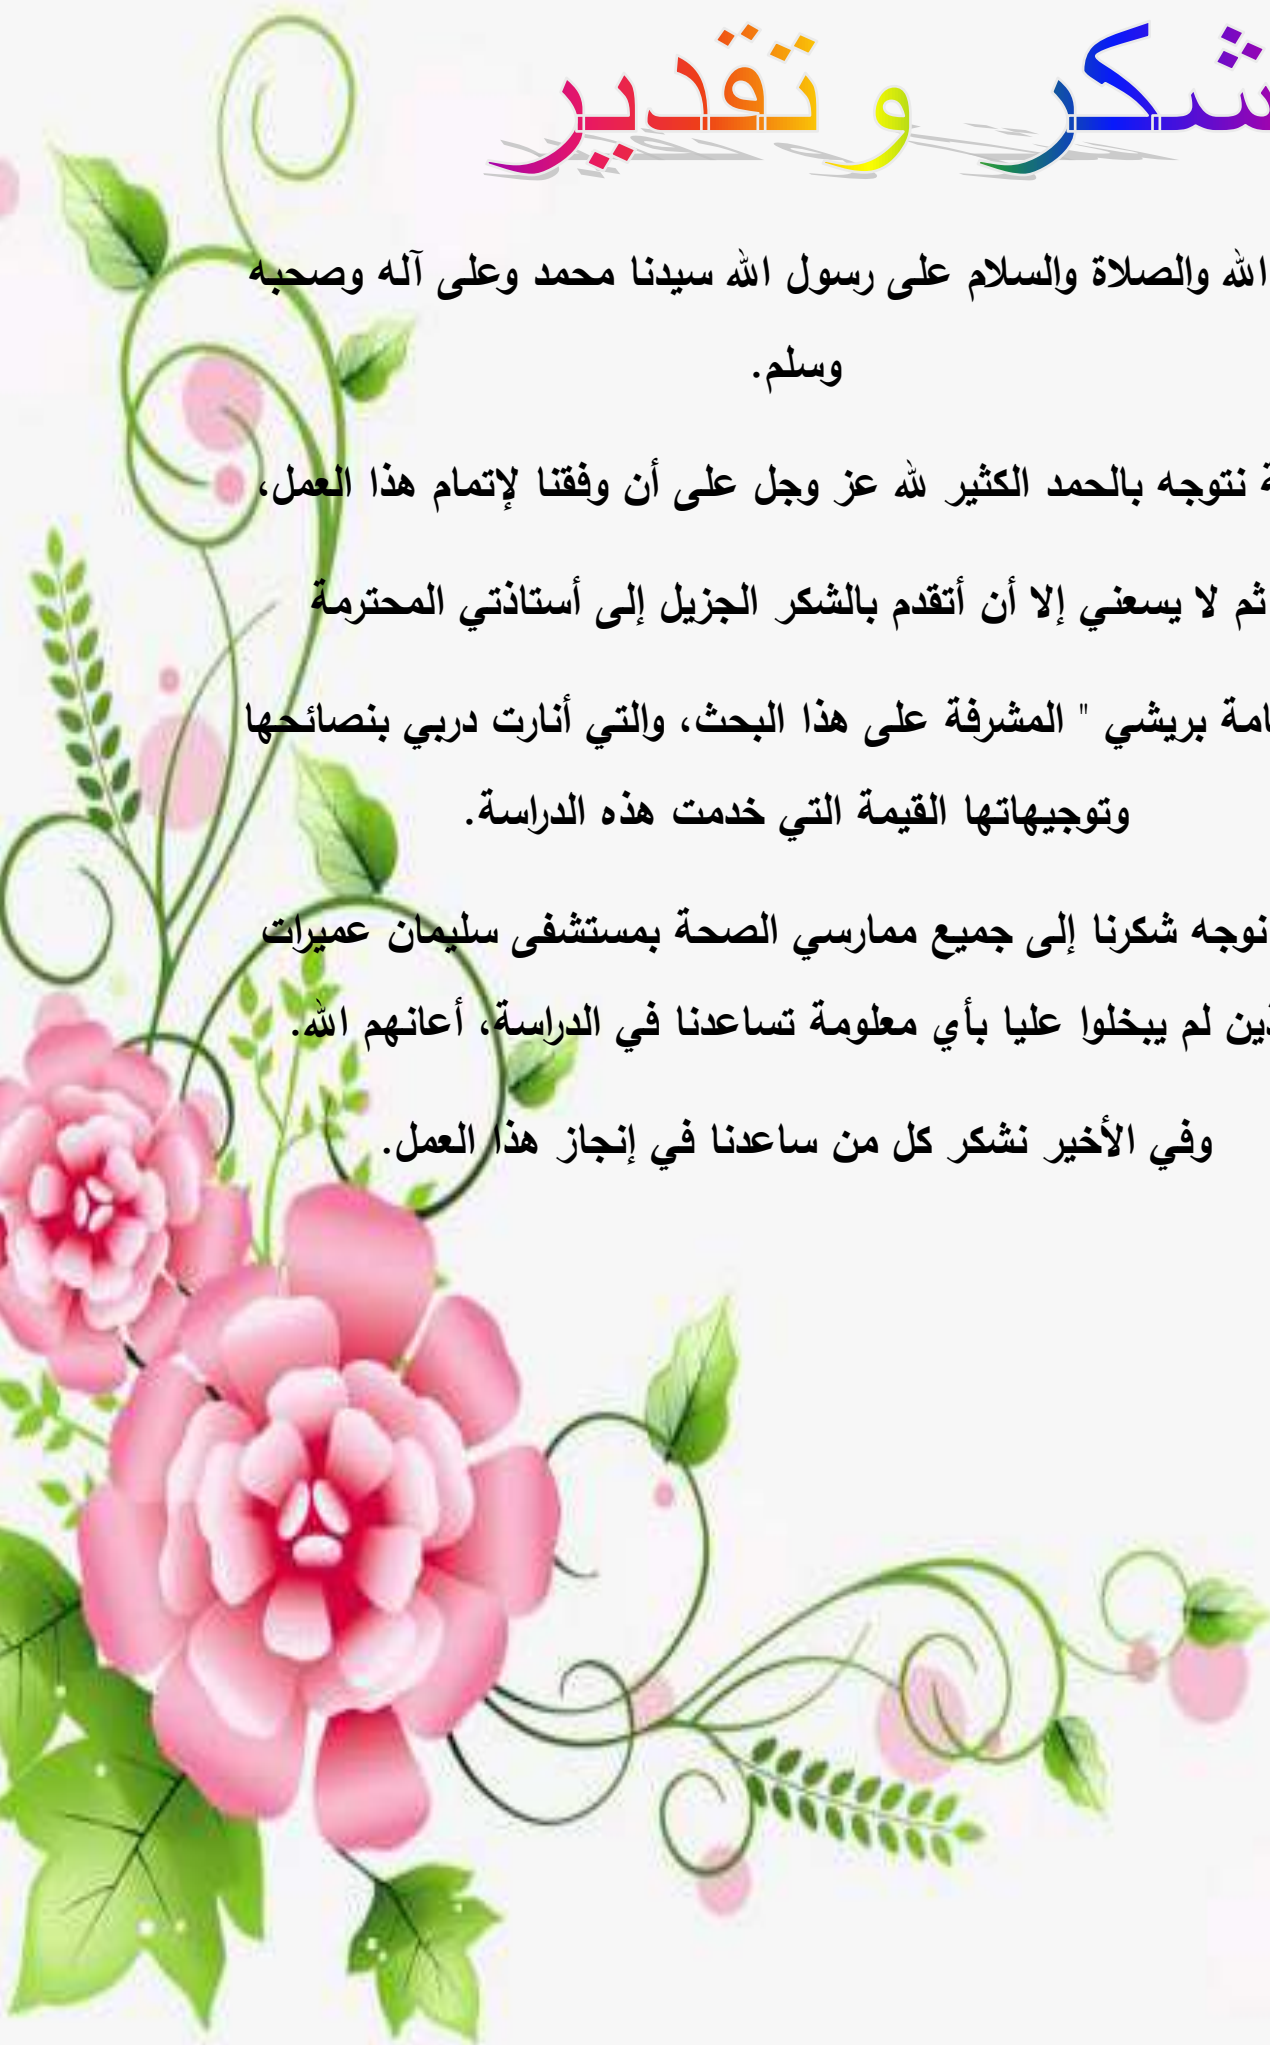 شكر و تقدير
الله والصلاة والسلام على رسول الله سيدنا محمد وعلى آله وصحبه
وسلم.
نتوجه بالحمد الكثير لله عز وجل على أن وفقنا لإتمام هذا العمل،
ثم لا يسعني إلا أن أتقدم بالشكر الجزيل إلى أستاذتي المحترمة
بريشي " المشرفة على هذا البحث، والتي أنارت دربي بنصائحها
وتوجيهاتها القيمة التي خدمت هذه الدراسة.
نوجه شكرنا إلى جميع ممارسي الصحة بمستشفى سليمان عميرات
لم يبخلوا عليا بأي معلومة تساعدنا في الدراسة، أعانهم الله.
وفي الأخير نشكر كل من ساعدنا في إنجاز هذا العمل.